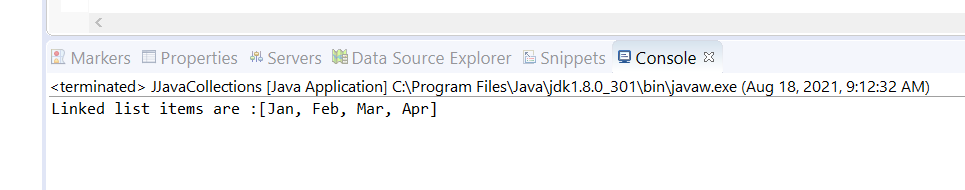 Markers Properties Servers Data Source Explorer Snippets Console
<terminated> JJavaCollections [Java Application] C:\Program Files\Java\jdk1.8.0_301\bin\javaw.exe (Aug 18, 2021, 9:12:32 AM)
Linked list items are :[Jan, Feb, Mar, Apr]